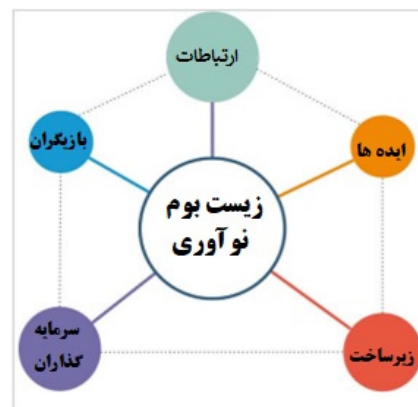 ارتباطات
بازیگران
ایده ها
زیست بوم
نوآوری
سرمایه
گذاران
زیرساخت